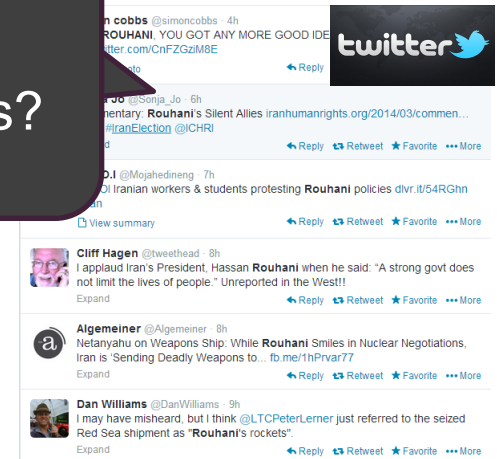 n cobbs @simoncobbs · 4h
ROUHANI, YOU GOT ANY MORE GOOD IDE
itter.com/CnFZGziM8E
oto
Reply
twitter
s?
a Jo @Sonja_Jo · 6h
mentary: Rouhani's Silent Allies iranhumanrights.org/2014/03/commen…
#IranElection @ICHRI
d
Reply Retweet Favorite More
O.I @Mojahedineng · 7h
OI Iranian workers & students protesting Rouhani policies dlvr.it/54RGhn
an
View summary
Reply Retweet Favorite More
Cliff Hagen @tweethead · 8h
I applaud Iran's President, Hassan Rouhani when he said: “A strong govt does
not limit the lives of people.” Unreported in the West!!
Expand
Reply Retweet Favorite More
Algemeiner @Algemeiner · 8h
a
Netanyahu on Weapons Ship: While Rouhani Smiles in Nuclear Negotiations,
Iran is ‘Sending Deadly Weapons to... fb.me/1hPrvar77
Expand
Reply Retweet Favorite More
Dan Williams @DanWilliams · 9h
I may have misheard, but I think @LTCPeterLerner just referred to the seized
Red Sea shipment as "Rouhani's rockets".
Expand
Reply Retweet Favorite More